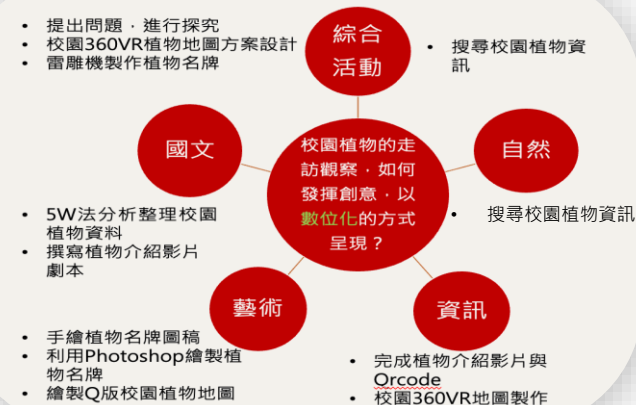 • 提出問題，進行探究
• 校園360VR植物地圖方案設計
• 雷雕機製作植物名牌
綜合
活動
• 搜尋校園植物資
訊
國文
校園植物的走
訪觀察，如何
發揮創意，以
數位化的方式
呈現？
自然
• 5W法分析整理校園
植物資料
• 撰寫植物介紹影片
劇本
• 搜尋校園植物資訊
藝術
資訊
• 手繪植物名牌圖稿
• 利用Photoshop繪製植
物名牌
• 繪製Q版校園植物地圖
• 完成植物介紹影片與
Qrcode
• 校園360VR地圖製作